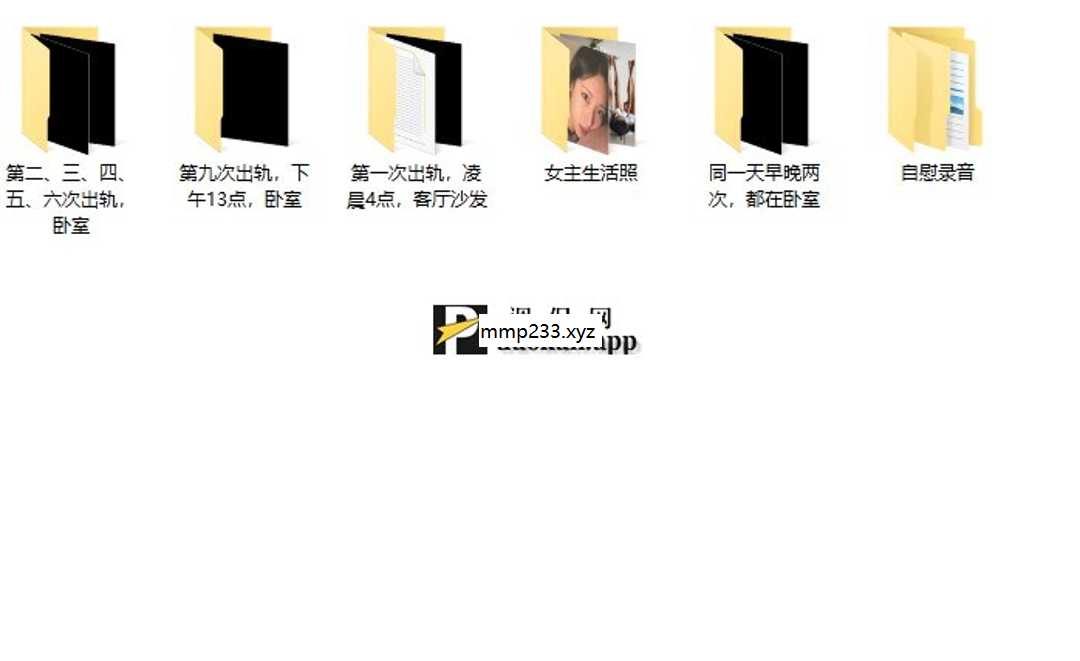 第二、三、四、
五、六次出轨，
卧室
第九次出轨，下
午13点，卧室
第一次出轨，凌
晨4点，客厅沙发
女主生活照
同一天早晚两
次，都在卧室
自慰录音
mmp233.xyz